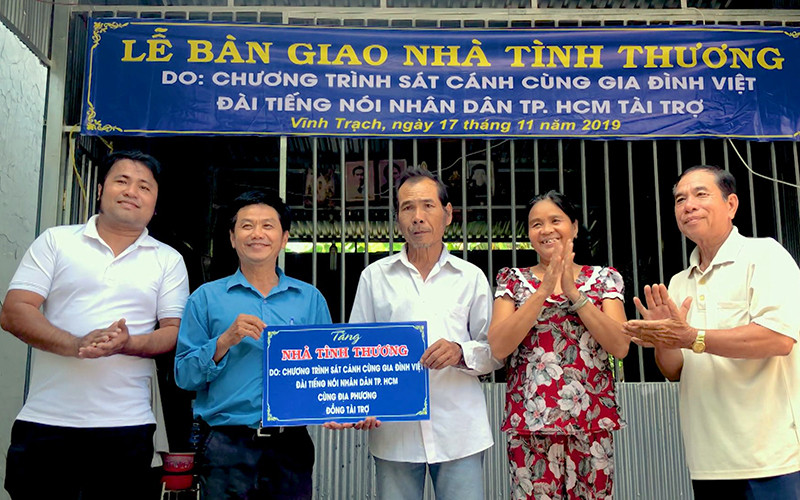 LỄ BÀN GIAO NHÀ TÌNH THƯƠNG
DO: CHƯƠNG TRÌNH SÁT CÁNH CÙNG GIA ĐÌNH VIỆT
ĐÀI TIẾNG NÓI NHÂN DÂN TP. HCM TÀI TRỢ
Vĩnh Trạch, ngày 17 tháng 11 năm 2019
Tặng
NHÀ TÌNH THƯƠNG
DO: CHƯƠNG TRÌNH SÁT CÁNH CÙNG GIA ĐÌNH VIỆT
ĐÀI TIẾNG NÓI NHÂN DÂN TP. HCM
CÙNG ĐỊA PHƯƠNG
ĐỒNG TÀI TRỢ